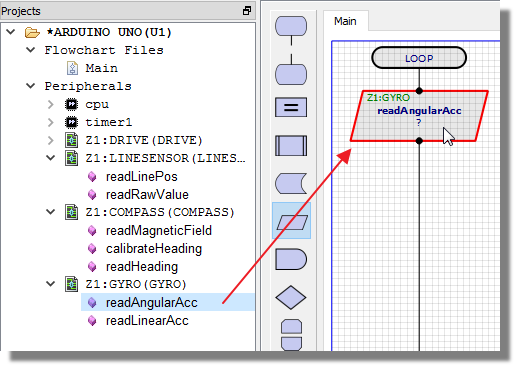 Projects
*ARDUINO UNO(U1)
Flowchart Files
Main
Peripherals
cpu
timer1
Z1:DRIVE(DRIVE)
Z1:LINESENSOR(LINES...
readLinePos
readRawValue
Z1:COMPASS(COMPASS)
readMagneticField
calibrateHeading
readHeading
Z1:GYRO(GYRO)
readAngularAcc
readLinearAcc
Main
LOOP
Z1:GYRO
readAngularAcc
?